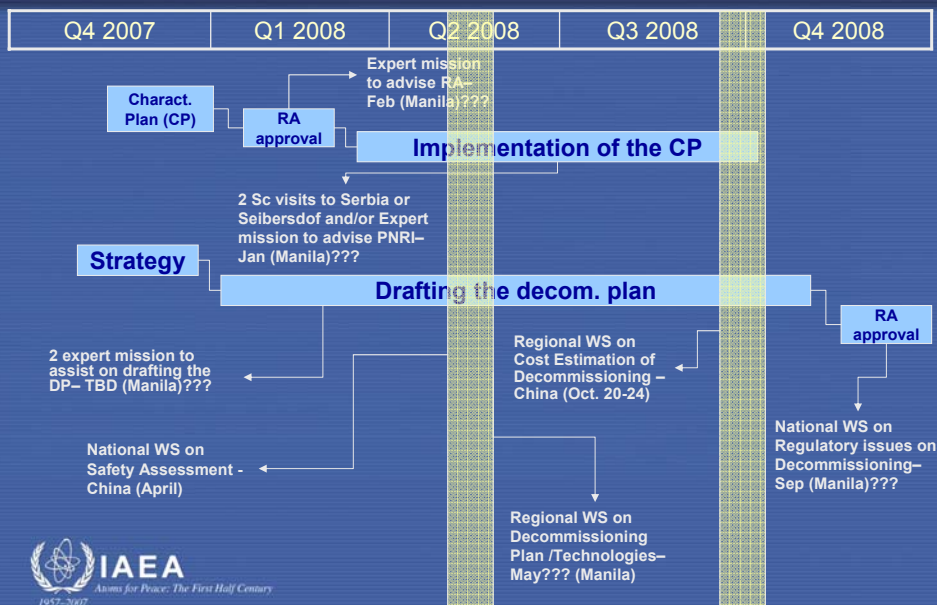 Q4 2007
Q1 2008
Q2 2008
Q3 2008
Q4 2008
Expert mission
to advise RA–
Feb (Manila)???
Charact.
Plan (CP)
RA
approval
Implementation of the CP
2 Sc visits to Serbia or
Seibersdof and/or Expert
mission to advise PNRI–
Jan (Manila)???
Strategy
Drafting the decom. plan
RA
approval
2 expert mission to
assist on drafting the
DP– TBD (Manila)???
Regional WS on
Cost Estimation of
Decommissioning –
China (Oct. 20-24)
National WS on
Safety Assessment -
China (April)
National WS on
Regulatory issues on
Decommissioning–
Sep (Manila)???
Regional WS on
Decommissioning
Plan /Technologies–
May??? (Manila)
IAEA
Atoms for Peace: The First Half Century
1957–2007